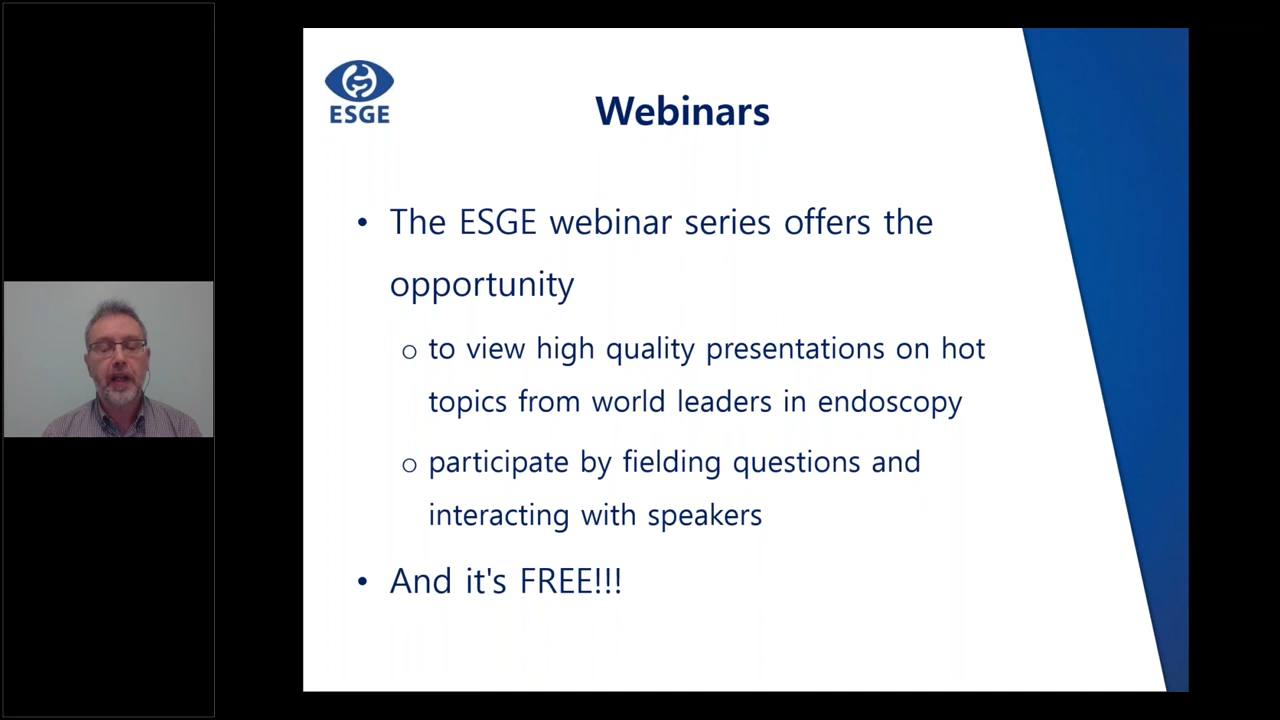 ESGE
Webinars
• The ESGE webinar series offers the
opportunity
o to view high quality presentations on hot
topics from world leaders in endoscopy
o participate by fielding questions and
interacting with speakers
• And it's FREE!!!